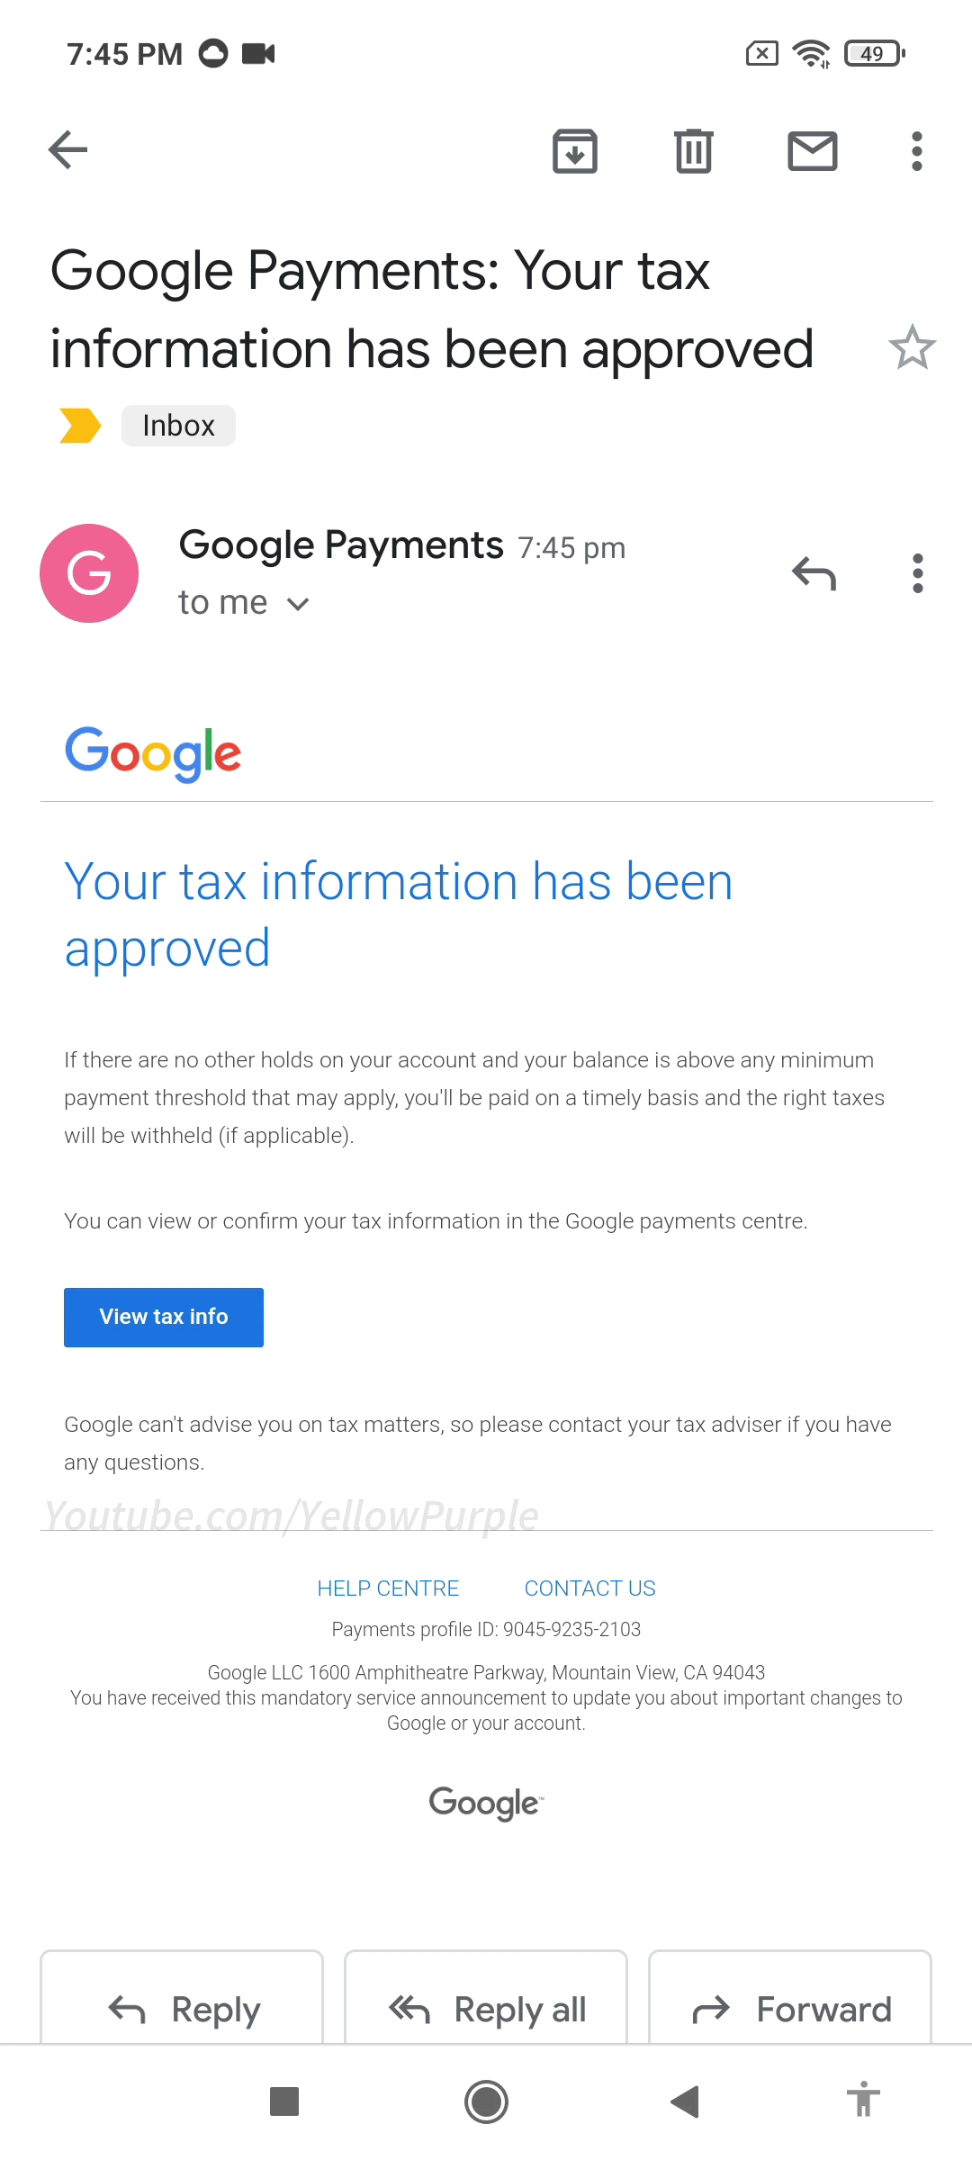 7:45 PM
49
Google Payments: Your tax
information has been approved
Inbox
G
Google Payments 7:45 pm
to me
Google
Your tax information has been
approved
If there are no other holds on your account and your balance is above any minimum
payment threshold that may apply, you'll be paid on a timely basis and the right taxes
will be withheld (if applicable).
You can view or confirm your tax information in the Google payments centre.
View tax info
Google can't advise you on tax matters, so please contact your tax adviser if you have
any questions.
Youtube.com/YellowPurple
HELP CENTRE CONTACT US
Payments profile ID: 9045-9235-2103
Google LLC 1600 Amphitheatre Parkway, Mountain View, CA 94043
You have received this mandatory service announcement to update you about important changes to
Google or your account.
Google™
Reply Reply all Forward